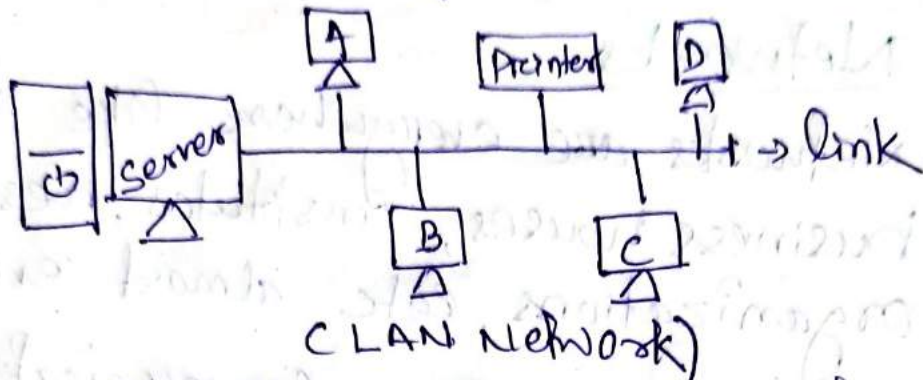 A
Printer
D
Server
→ link
B
C
(LAN Network)